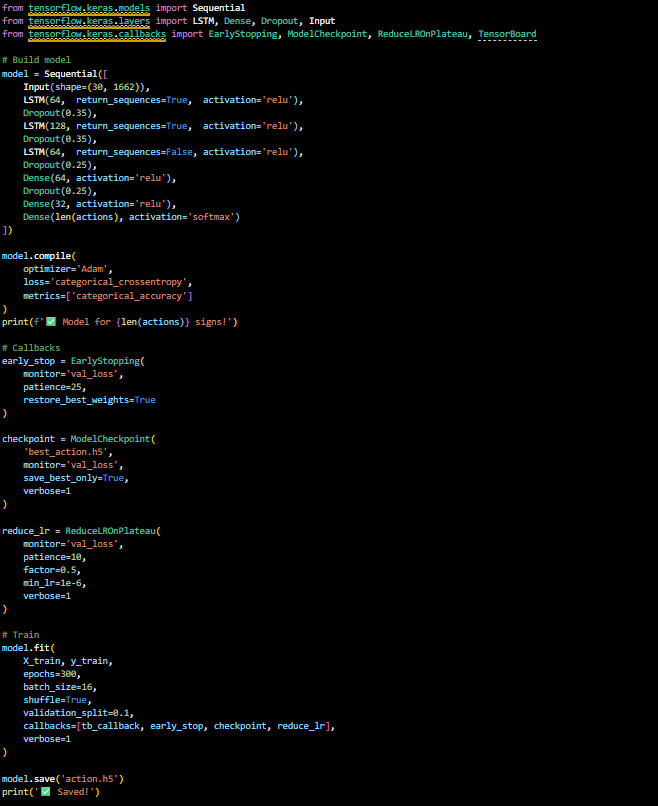 from tensorflow.keras.models import Sequential
from tensorflow.keras.layers import LSTM, Dense, Dropout, Input
from tensorflow.keras.callbacks import EarlyStopping, ModelCheckpoint, ReduceLROnPlateau, TensorBoard

# Build model
model = Sequential([
    Input(shape=(30, 1662)),
    LSTM(64,  return_sequences=True,  activation='relu'),
    Dropout(0.35),
    LSTM(128, return_sequences=True,  activation='relu'),
    Dropout(0.35),
    LSTM(64,  return_sequences=False, activation='relu'),
    Dropout(0.25),
    Dense(64, activation='relu'),
    Dropout(0.25),
    Dense(32, activation='relu'),
    Dense(len(actions), activation='softmax')
])

model.compile(
    optimizer='Adam',
    loss='categorical_crossentropy',
    metrics=['categorical_accuracy']
)
print(f'✅ Model for {len(actions)} signs!')

# Callbacks
early_stop = EarlyStopping(
    monitor='val_loss',
    patience=25,
    restore_best_weights=True
)

checkpoint = ModelCheckpoint(
    'best_action.h5',
    monitor='val_loss',
    save_best_only=True,
    verbose=1
)

reduce_lr = ReduceLROnPlateau(
    monitor='val_loss',
    patience=10,
    factor=0.5,
    min_lr=1e-6,
    verbose=1
)

# Train
model.fit(
    X_train, y_train,
    epochs=300,
    batch_size=16,
    shuffle=True,
    validation_split=0.1,
    callbacks=[tb_callback, early_stop, checkpoint, reduce_lr],
    verbose=1
)

model.save('action.h5')
print('✅ Saved!')